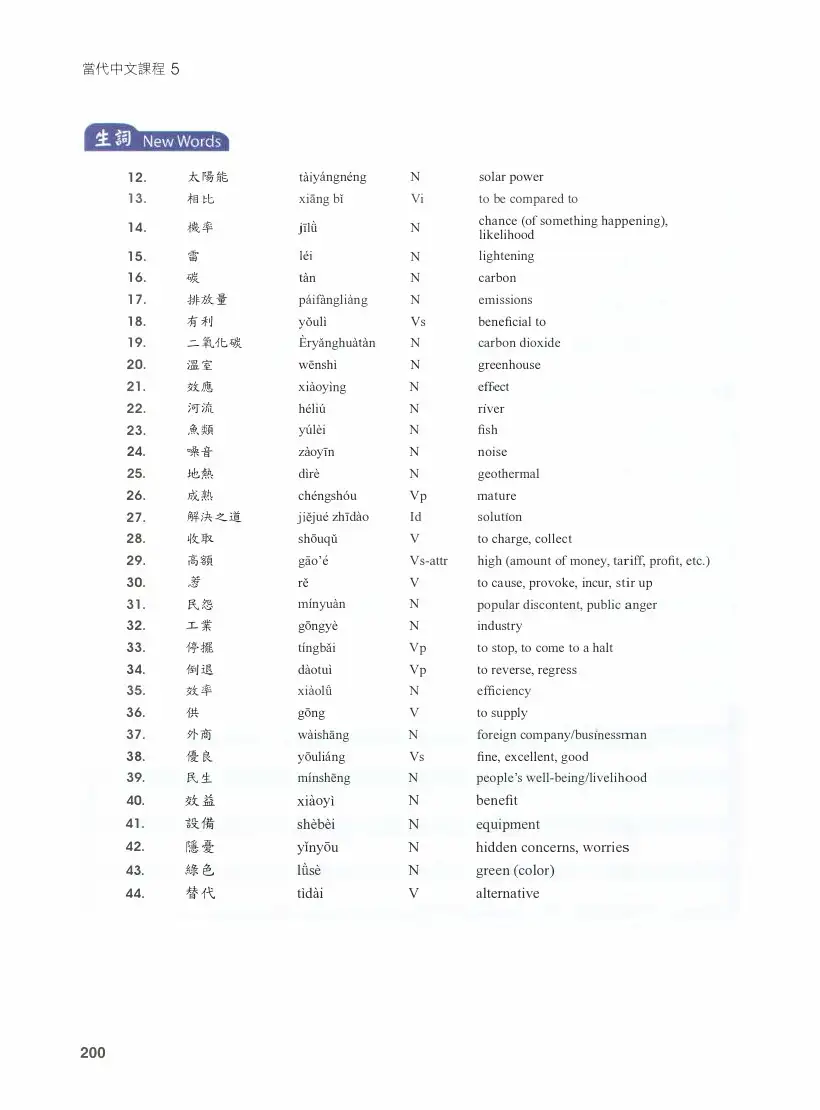 當代中文課程 5
生詞 New Words
12. 太陽能 tàiyángnéng N solar power
13. 相比 xiāng bǐ Vi to be compared to
14. 機率 jīlǜ N chance (of something happening), likelihood
15. 雷 léi N lightening
16. 碳 tàn N carbon
17. 排放量 páifàngliàng N emissions
18. 有利 yǒulì Vs beneficial to
19. 二氧化碳 Èryǎnghuàtàn N carbon dioxide
20. 溫室 wēnshì N greenhouse
21. 效應 xiàoyìng N effect
22. 河流 héliú N river
23. 魚類 yúlèi N fish
24. 噪音 zàoyīn N noise
25. 地熱 dìrè N geothermal
26. 成熟 chéngshóu Vp mature
27. 解決之道 jiějué zhīdào Id solution
28. 收取 shōuqǔ V to charge, collect
29. 高額 gāo’é Vs-attr high (amount of money, tariff, profit, etc.)
30. 惹 rě V to cause, provoke, incur, stir up
31. 民怨 mínyuàn N popular discontent, public anger
32. 工業 gōngyè N industry
33. 停擺 tíngbǎi Vp to stop, to come to a halt
34. 倒退 dàotuì Vp to reverse, regress
35. 效率 xiàolǜ N efficiency
36. 供 gōng V to supply
37. 外商 wàishāng N foreign company/businessman
38. 優良 yōuliáng Vs fine, excellent, good
39. 民生 mínshēng N people’s well-being/livelihood
40. 效益 xiàoyì N benefit
41. 設備 shèbèi N equipment
42. 隱憂 yǐnyōu N hidden concerns, worries
43. 綠色 lǜsè N green (color)
44. 替代 tìdài V alternative
200